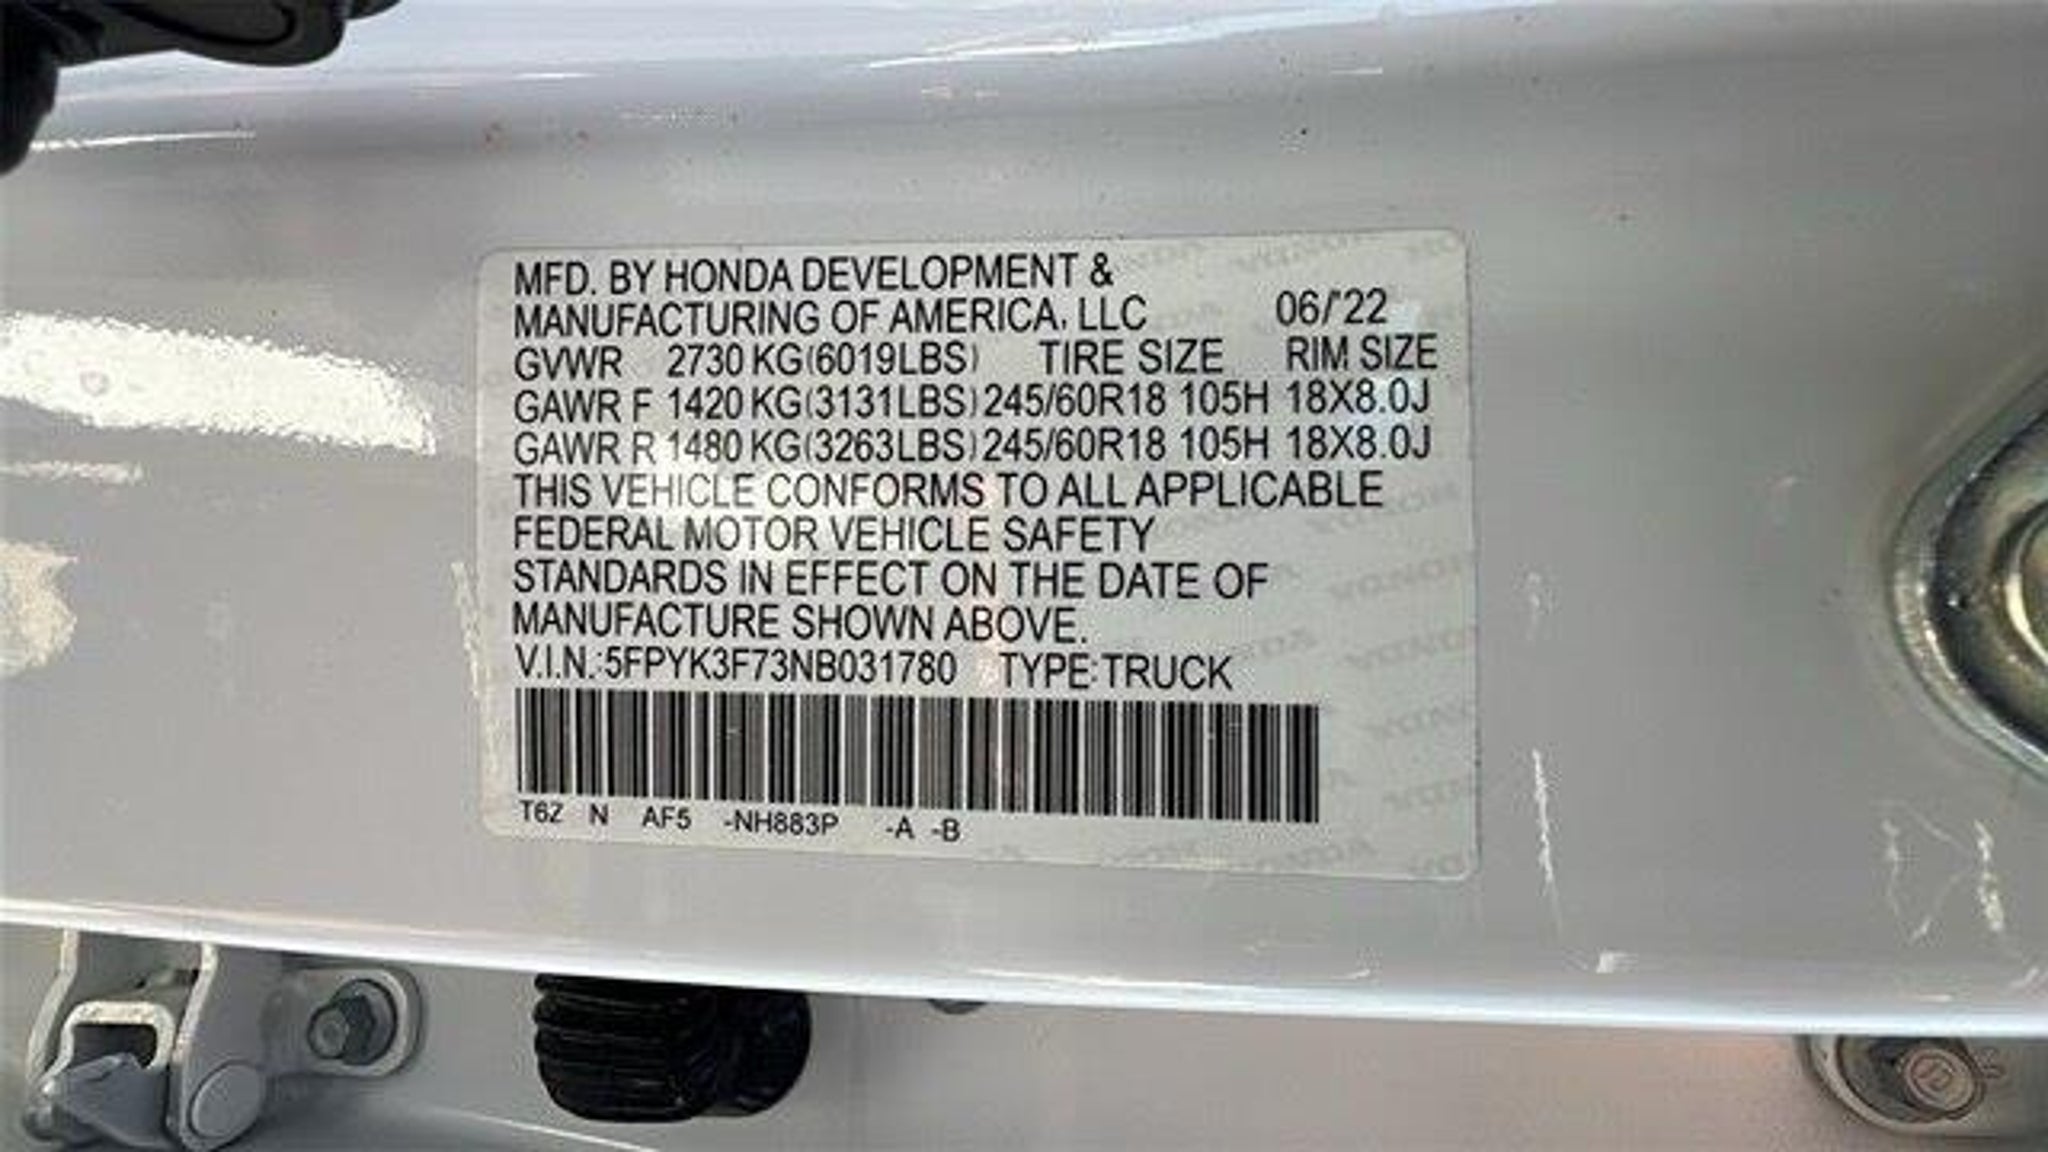 MFD. BY HONDA DEVELOPMENT &
MANUFACTURING OF AMERICA, LLC 06/'22
GVWR 2730 KG(6019LBS) TIRE SIZE RIM SIZE
GAWR F 1420 KG(3131LBS) 245/60R18 105H 18X8.0J
GAWR R 1480 KG(3263LBS) 245/60R18 105H 18X8.0J
THIS VEHICLE CONFORMS TO ALL APPLICABLE
FEDERAL MOTOR VEHICLE SAFETY
STANDARDS IN EFFECT ON THE DATE OF
MANUFACTURE SHOWN ABOVE.
V.I.N.:5FPYK3F73NB031780 TYPE:TRUCK
T6Z N AF5 -NH883P -A -B